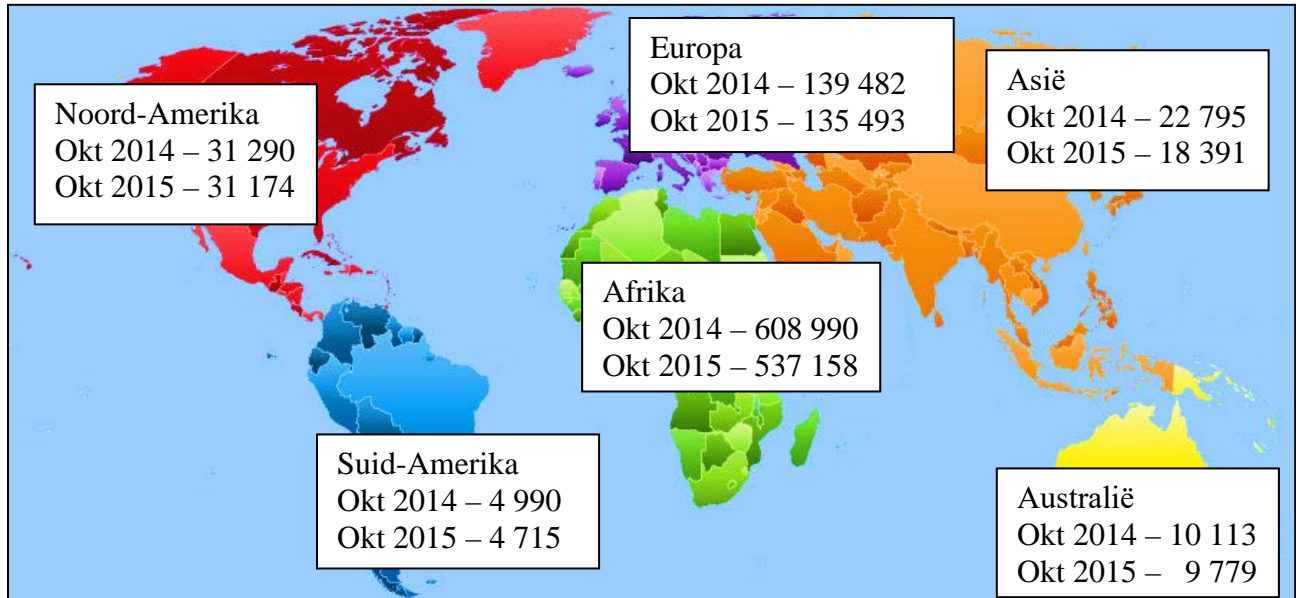 Noord-Amerika
Okt 2014 – 31 290
Okt 2015 – 31 174
Europa
Okt 2014 – 139 482
Okt 2015 – 135 493
Asië
Okt 2014 – 22 795
Okt 2015 – 18 391
Afrika
Okt 2014 – 608 990
Okt 2015 – 537 158
Suid-Amerika
Okt 2014 – 4 990
Okt 2015 – 4 715
Australië
Okt 2014 – 10 113
Okt 2015 – 9 779